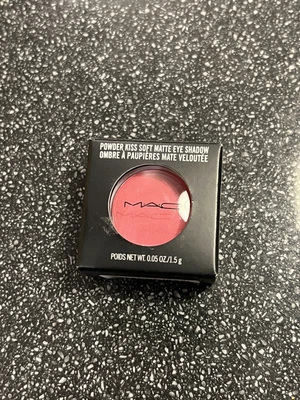 POWDER KISS SOFT MATTE EYE SHADOW
OMBRE À PAUPIÈRES MATE VELOUTÉE
MAC
MAC
POIDS NET WT. 0.05 OZ./1.5 g